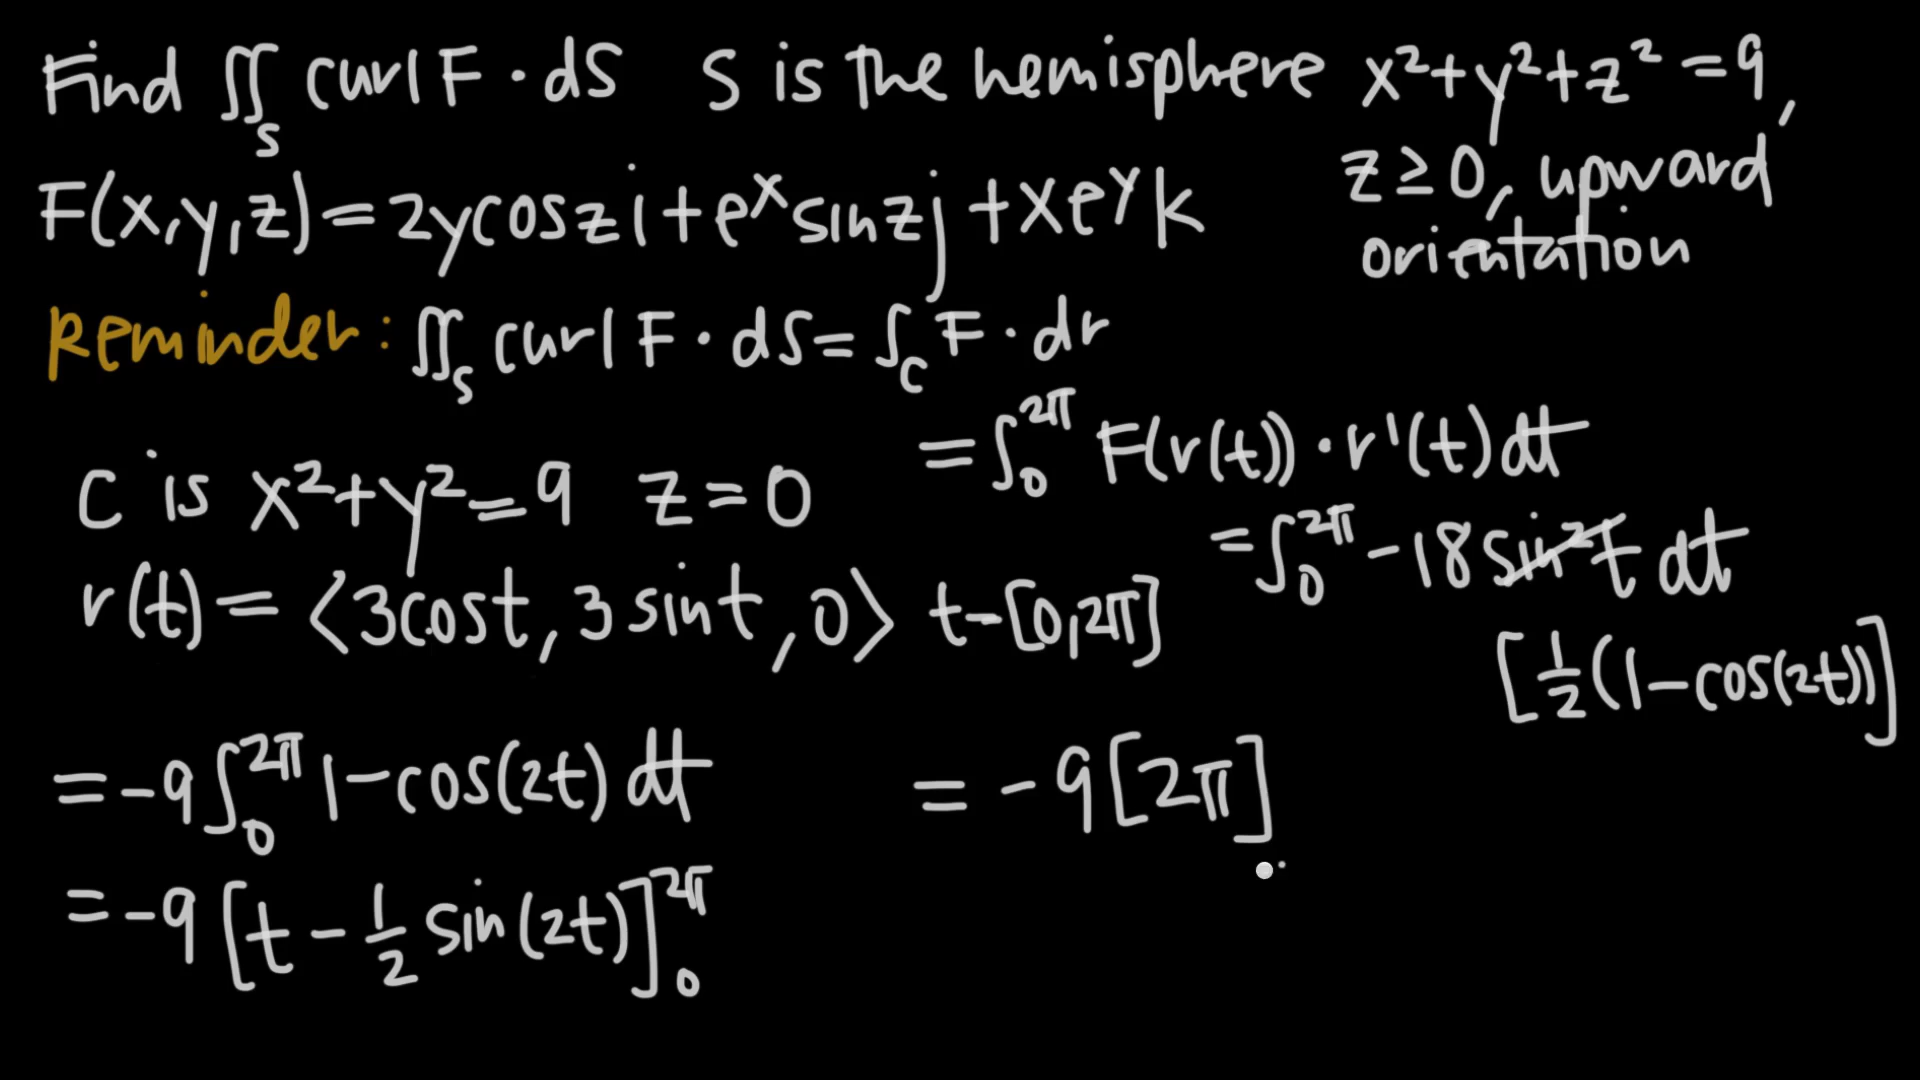 Find ∬_S curl F · dS  S is the hemisphere x²+y²+z²=9,
z ≥ 0, upward
orientation
F(x,y,z)=2ycosz i+e^x sinz j+xe^y k
Reminder: ∬_S curl F · dS=∫_C F · dr
=∫_0^{2π} F(r(t)) · r'(t)dt
C is x²+y²=9  z=0
=∫_0^{2π} -18sin²t dt
r(t)=⟨3cost, 3sint, 0⟩  t-[0,2π]
[1/2(1-cos(2t))]
=-9∫_0^{2π} 1-cos(2t) dt
=-9[t-1/2 sin(2t)]_0^{2π}
=-9[2π]